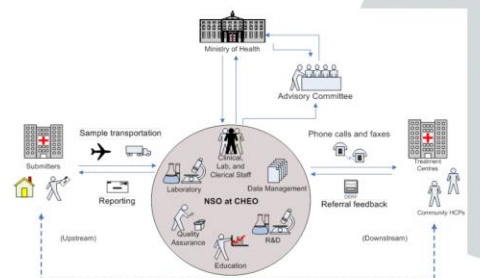 Ministry of Health
Advisory Committee
Sample transportation
Phone calls and faxes
Submitters
Clinical,
Lab, and
Clerical Staff
Treatment
Centres
Laboratory
Data Management
Reporting
NSO at CHEO
DERF
Referral feedback
Community HCPs
Quality
Assurance
R&D
(Upstream)
(Downstream)
Education